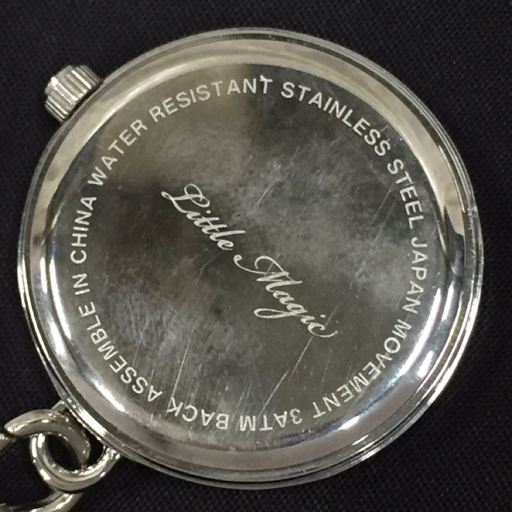 WATER RESISTANT STAINLESS STEEL JAPAN MOVEMENT 3ATM BACK ASSEMBLE IN CHINA
Little Magic